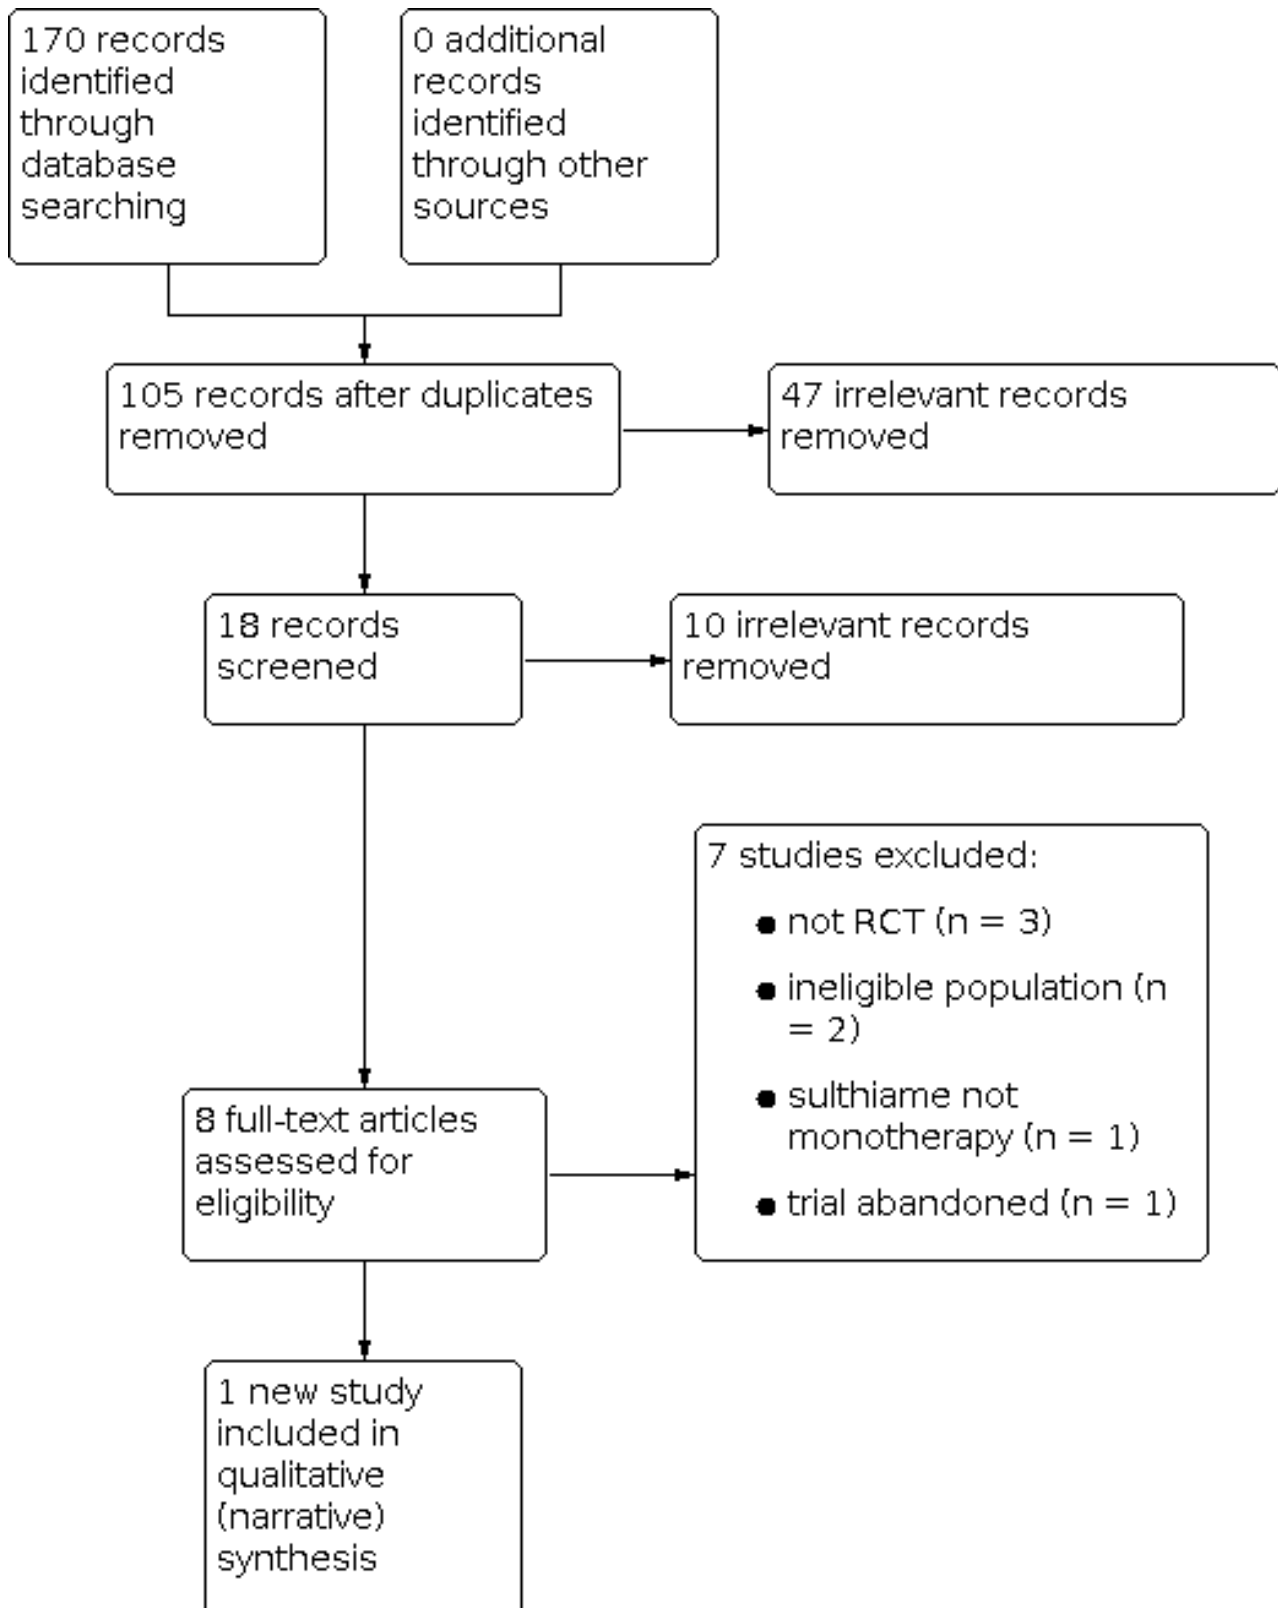 170 records
identified
through
database
searching
0 additional
records
identified
through other
sources
105 records after duplicates
removed
47 irrelevant records
removed
18 records
screened
10 irrelevant records
removed
7 studies excluded:
● not RCT (n = 3)
● ineligible population (n
= 2)
● sulthiame not
monotherapy (n = 1)
● trial abandoned (n = 1)
8 full-text articles
assessed for
eligibility
1 new study
included in
qualitative
(narrative)
synthesis